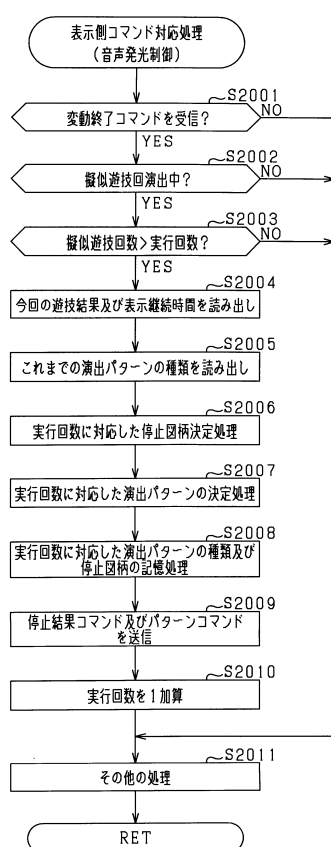 表示側コマンド対応処理
(音声発光制御)
S2001
変動終了コマンドを受信?
NO
YES
S2002
擬似遊技回演出中?
NO
YES
S2003
擬似遊技回数>実行回数?
NO
YES
S2004
今回の遊技結果及び表示継続時間を読み出し
S2005
これまでの演出パターンの種類を読み出し
S2006
実行回数に対応した停止図柄決定処理
S2007
実行回数に対応した演出パターンの決定処理
S2008
実行回数に対応した演出パターンの種類及び
停止図柄の記憶処理
S2009
停止結果コマンド及びパターンコマンド
を送信
S2010
実行回数を1加算
S2011
その他の処理
RET